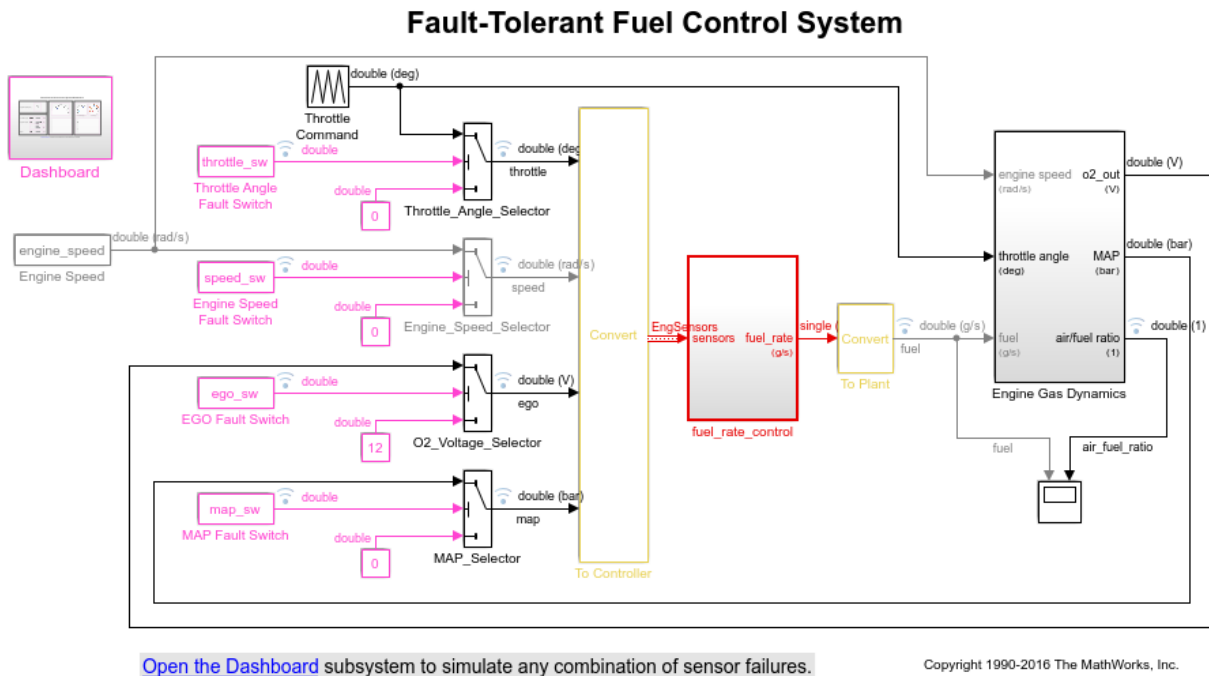 Fault-Tolerant Fuel Control System
double (deg)
Throttle
Command
Dashboard
throttle_sw
double
Throttle Angle
Fault Switch
double
0
double (deg
throttle
Throttle_Angle_Selector
engine_speed
double (rad/s)
Engine Speed
speed_sw
double
Engine Speed
Fault Switch
double
0
double (rad/s)
speed
Engine_Speed_Selector
ego_sw
double
EGO Fault Switch
double
12
double (V)
ego
O2_Voltage_Selector
map_sw
double
MAP Fault Switch
double
0
double (bar)
map
MAP_Selector
Convert
To Controller
EngSensors
sensors
fuel_rate
(g/s)
fuel_rate_control
single (
Convert
To Plant
double (g/s)
fuel
engine speed
(rad/s)
throttle angle
(deg)
fuel
(g/s)
o2_out
(V)
MAP
(bar)
air/fuel ratio
(1)
Engine Gas Dynamics
double (V)
double (bar)
double (1)
fuel
air_fuel_ratio
Open the Dashboard subsystem to simulate any combination of sensor failures.
Copyright 1990-2016 The MathWorks, Inc.